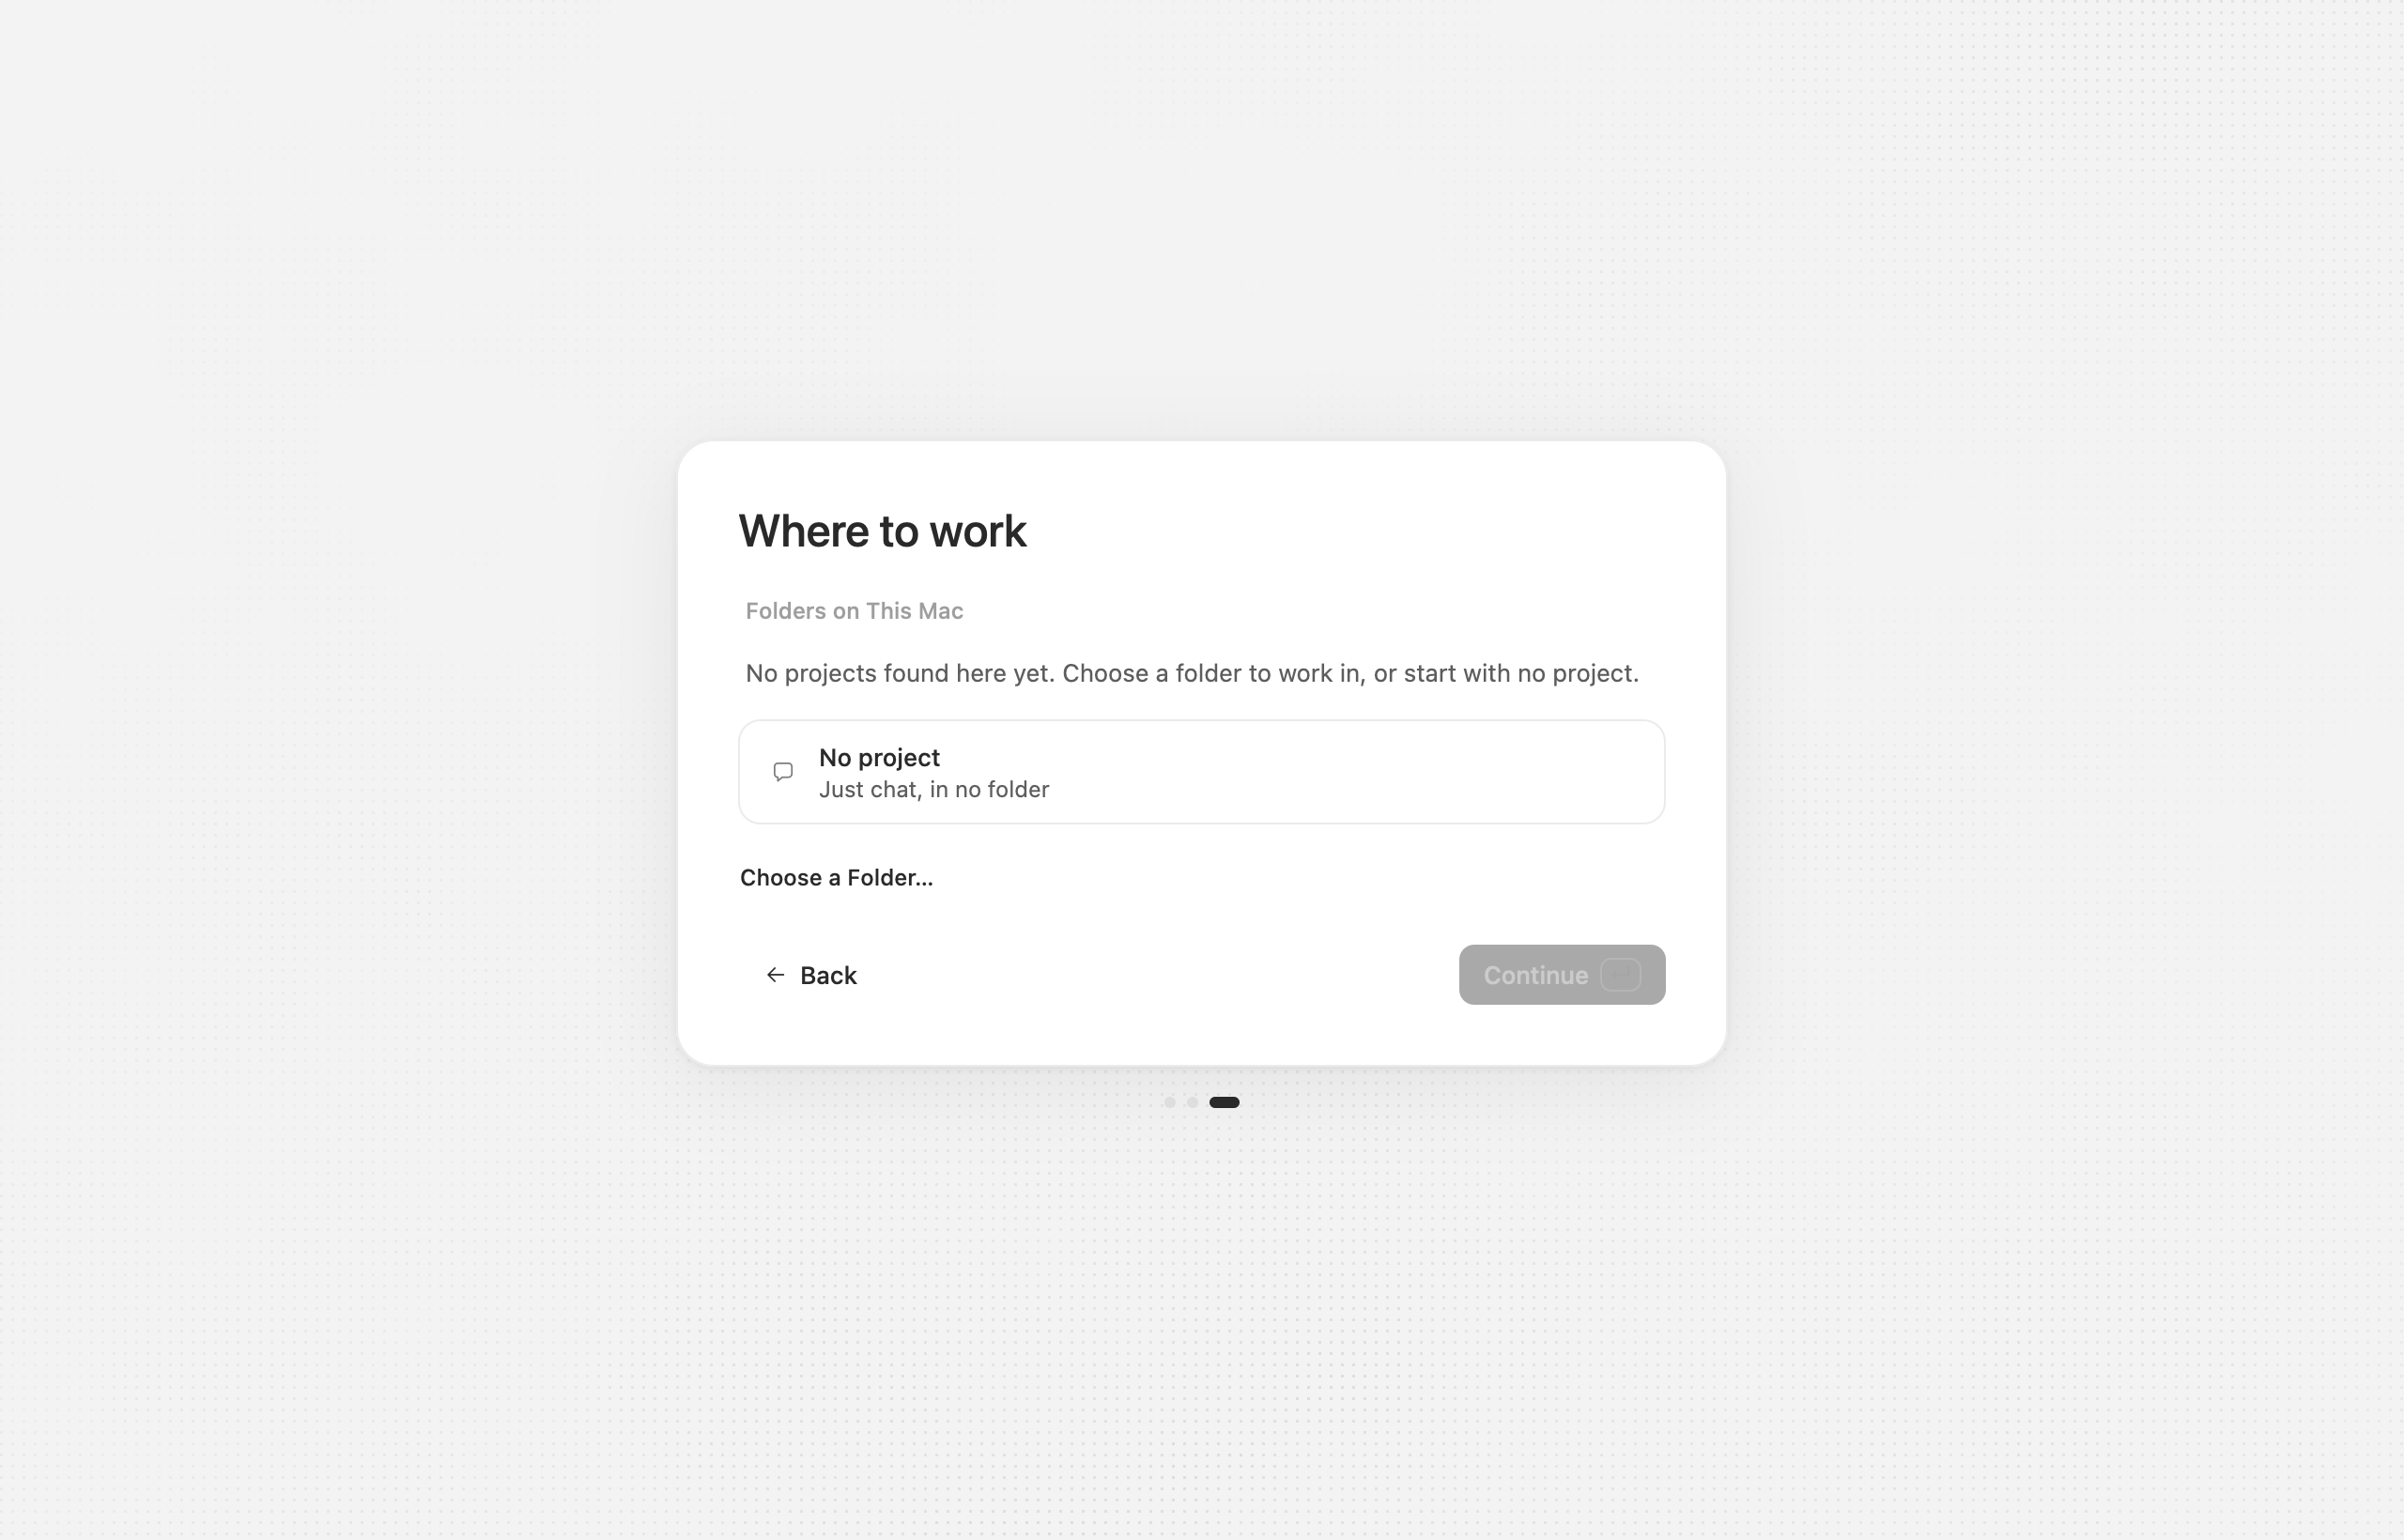 Where to work
Folders on This Mac
No projects found here yet. Choose a folder to work in, or start with no project.
No project
Just chat, in no folder
Choose a Folder...
Back
Continue